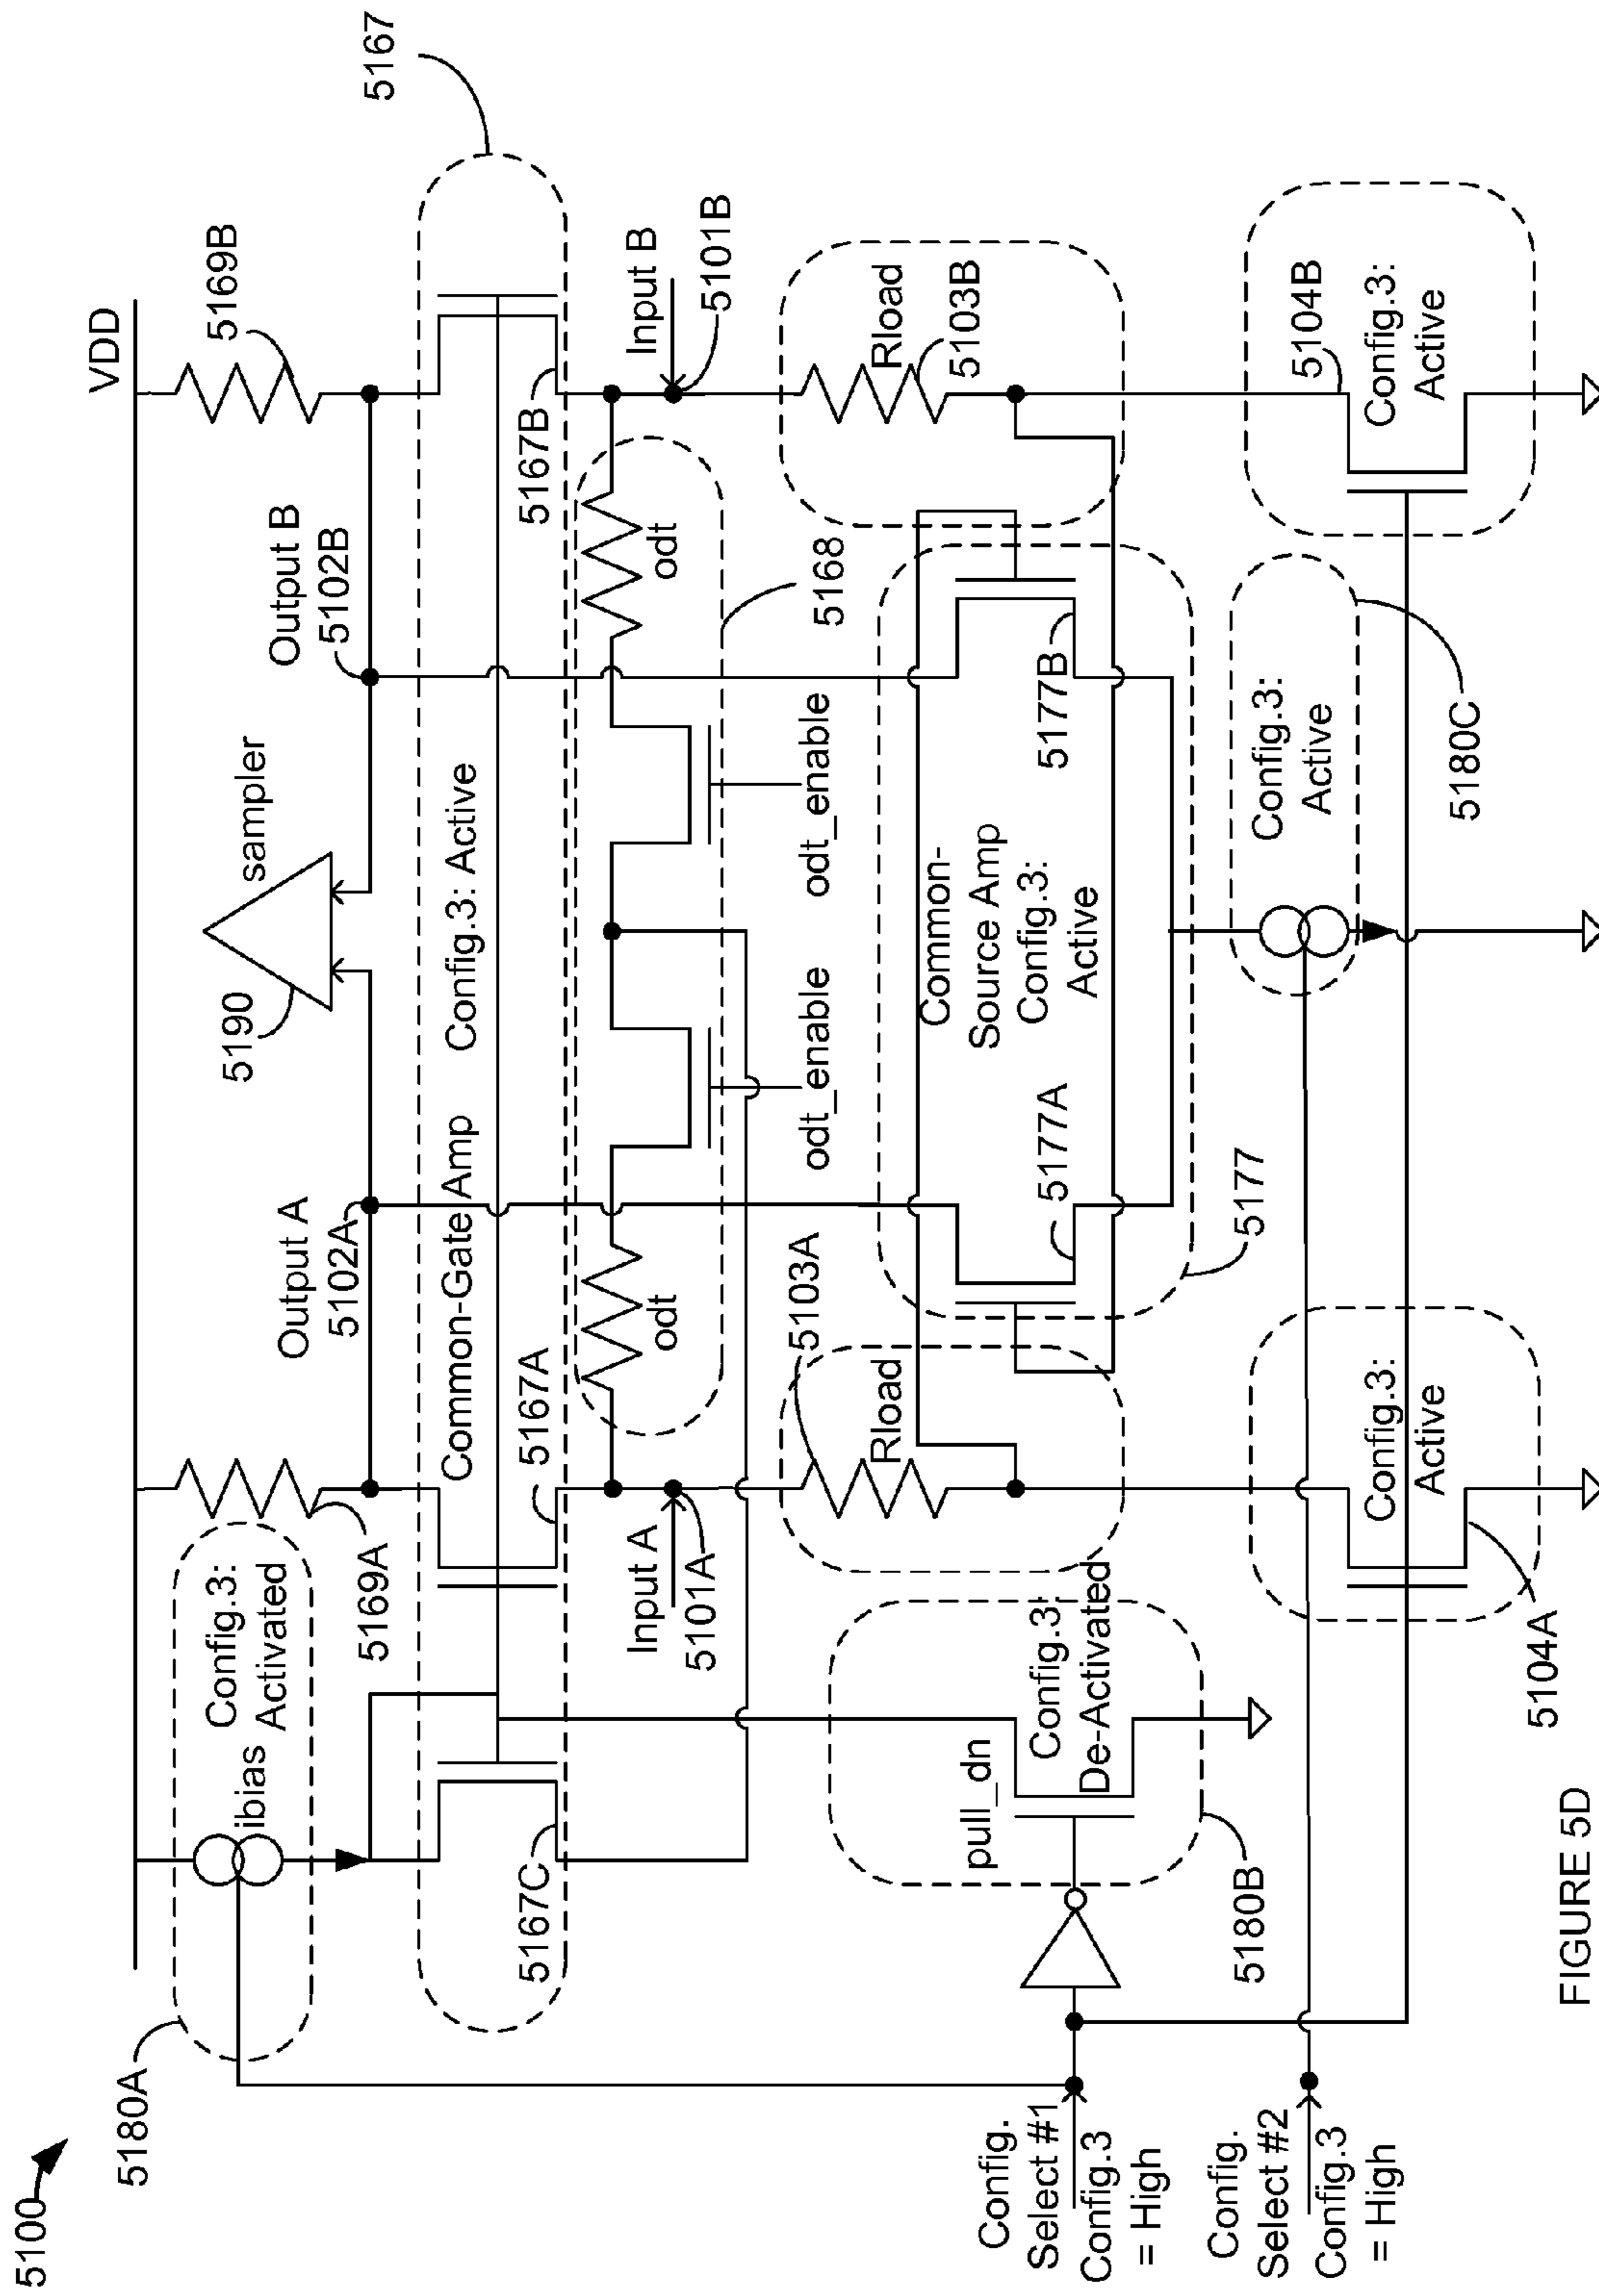 5100
VDD
5180A
Config.3:
Activated
ibias
5169A
5169B
5190
sampler
Output A
5102A
Output B
5102B
5167
Common-Gate Amp Config.3: Active
5167C
5167A
5167B
odt
odt
Input A
5101A
Input B
5101B
odt_enable
odt_enable
5168
5103A
Rload
Rload
5103B
Common-
Source Amp
Config.3:
Active
5177A
5177B
5177
pull_dn
Config.3:
De-Activated
5180B
Config.
Select #1
Config.3
= High
Config.
Select #2
Config.3
= High
Config.3:
Active
5180C
Config.3:
Active
5104A
5104B
Config.3:
Active
FIGURE 5D